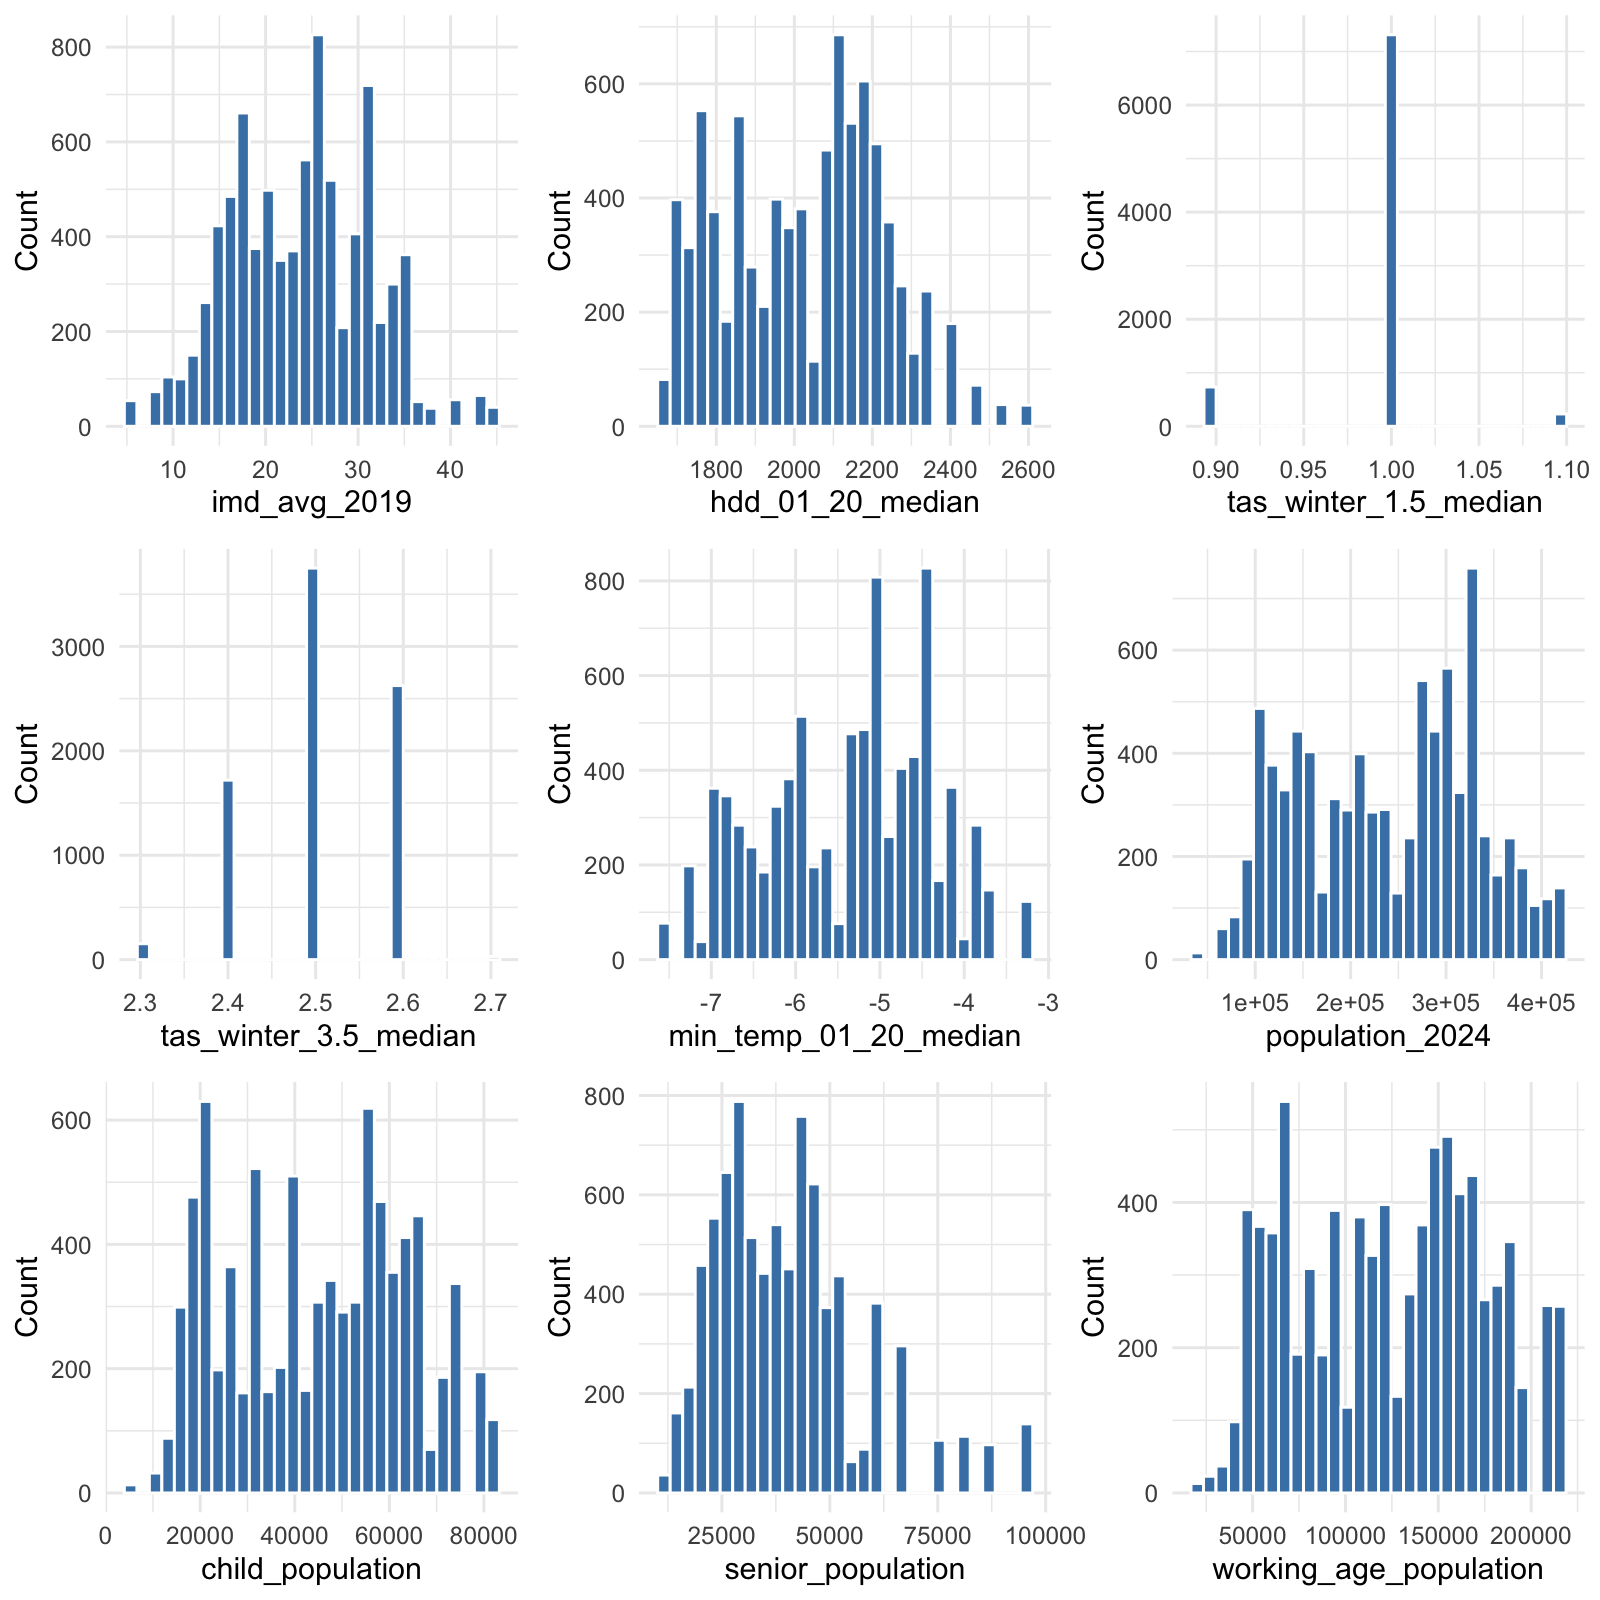 Count
800
600
400
200
0
10 20 30 40
imd_avg_2019
Count
600
400
200
0
1800 2000 2200 2400 2600
hdd_01_20_median
Count
6000
4000
2000
0
0.90 0.95 1.00 1.05 1.10
tas_winter_1.5_median
Count
3000
2000
1000
0
2.3 2.4 2.5 2.6 2.7
tas_winter_3.5_median
Count
800
600
400
200
0
-7 -6 -5 -4 -3
min_temp_01_20_median
Count
600
400
200
0
1e+05 2e+05 3e+05 4e+05
population_2024
Count
600
400
200
0
0 20000 40000 60000 80000
child_population
Count
800
600
400
200
0
25000 50000 75000 100000
senior_population
Count
400
200
0
50000 100000 150000 200000
working_age_population